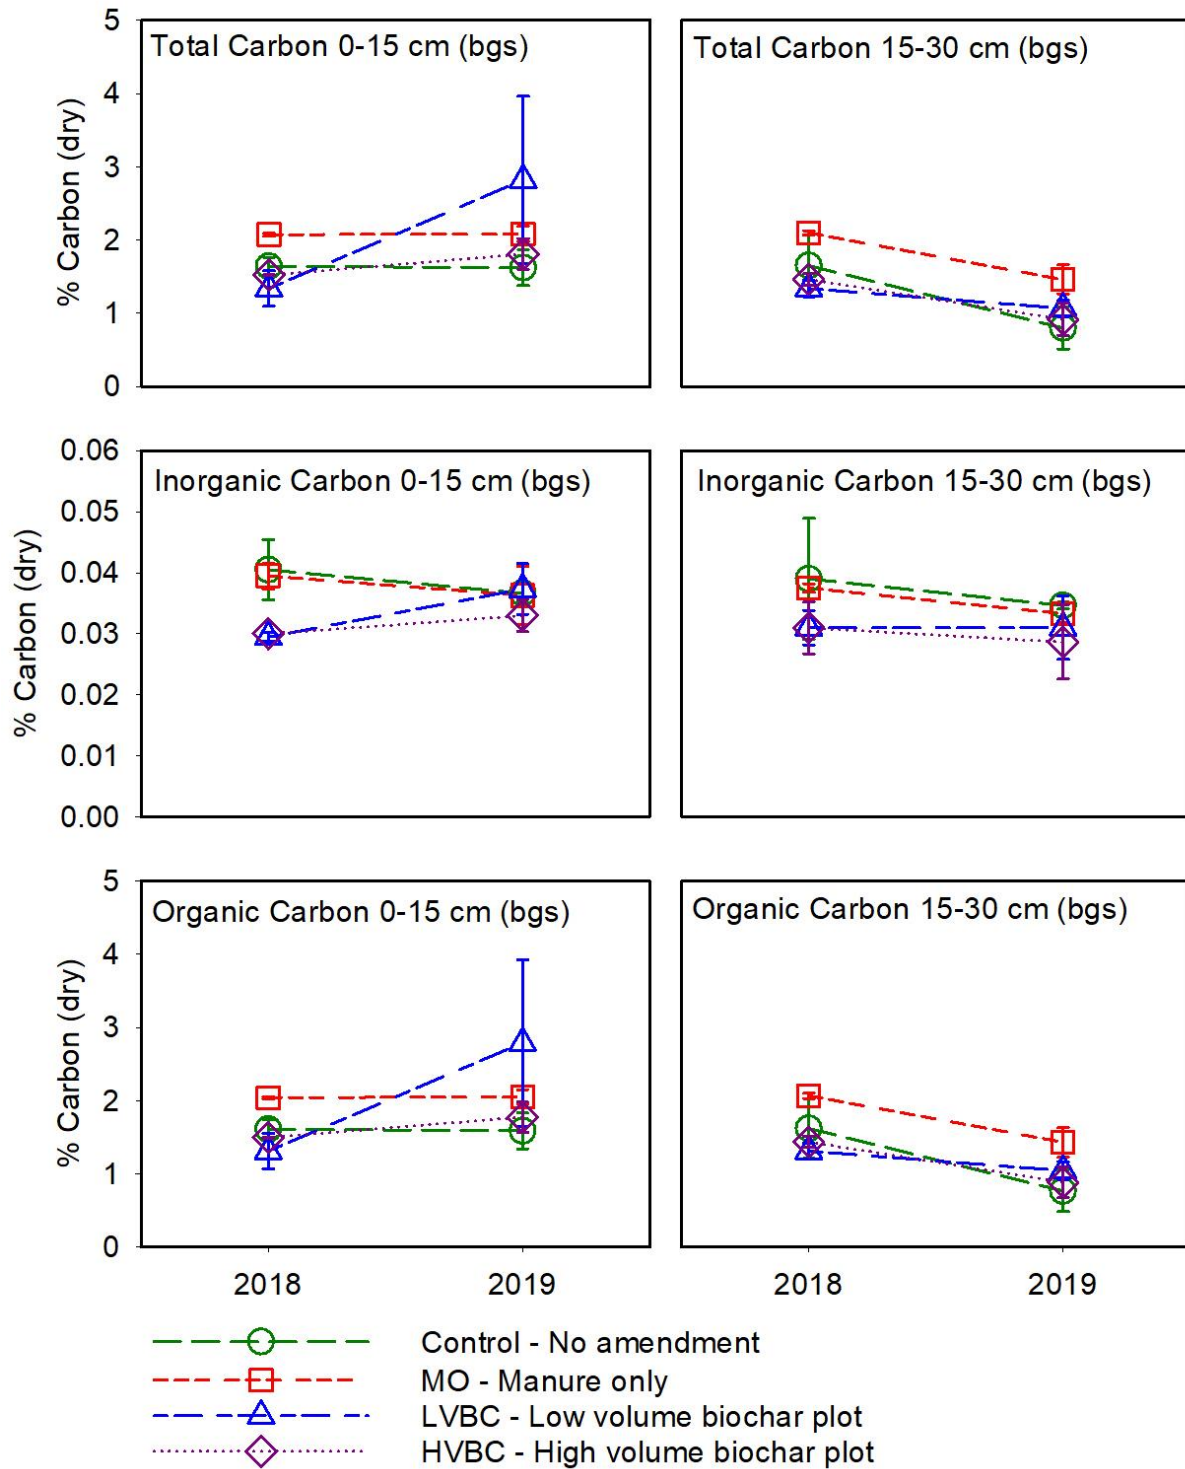 Total Carbon 0-15 cm (bgs)
Total Carbon 15-30 cm (bgs)
% Carbon (dry)
5
4
3
2
1
0
Inorganic Carbon 0-15 cm (bgs)
Inorganic Carbon 15-30 cm (bgs)
% Carbon (dry)
0.06
0.05
0.04
0.03
0.02
0.01
0.00
Organic Carbon 0-15 cm (bgs)
Organic Carbon 15-30 cm (bgs)
% Carbon (dry)
5
4
3
2
1
0
2018 2019 2018 2019
Control - No amendment
MO - Manure only
LVBC - Low volume biochar plot
HVBC - High volume biochar plot